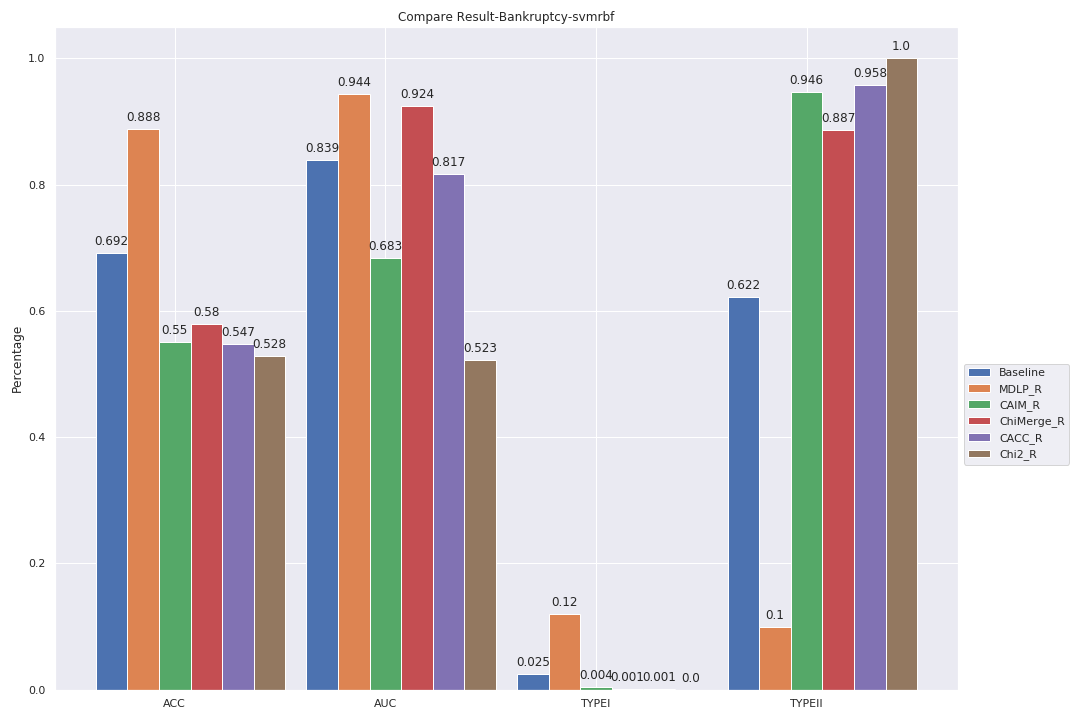 Compare Result-Bankruptcy-svmrbf
Percentage
1.0
0.8
0.6
0.4
0.2
0.0
0.692
0.888
0.55
0.58
0.547
0.528
0.839
0.944
0.683
0.924
0.817
0.523
0.025
0.12
0.004
0.001
0.001
0.0
0.622
0.1
0.946
0.887
0.958
1.0
ACC
AUC
TYPEI
TYPEII
Baseline
MDLP_R
CAIM_R
ChiMerge_R
CACC_R
Chi2_R